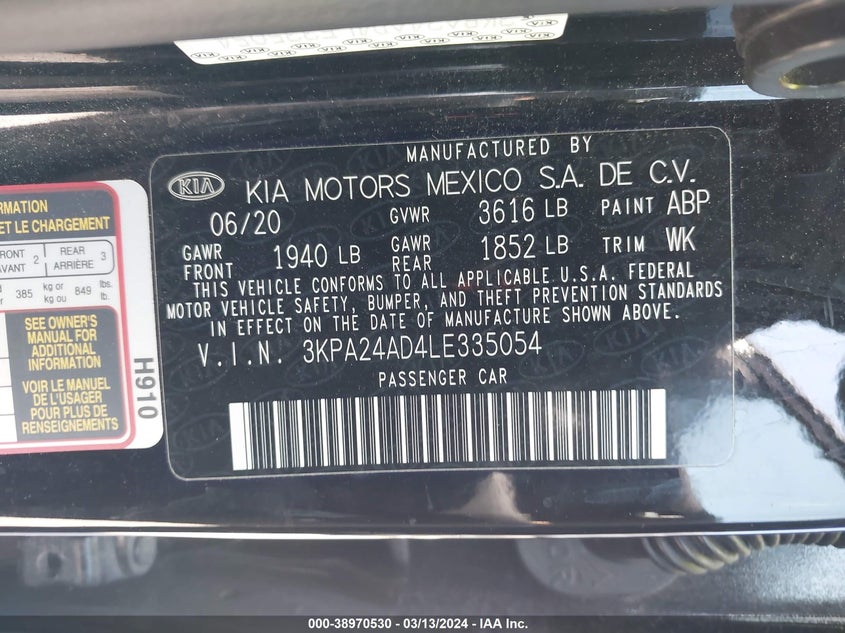 MANUFACTURED BY
KIA KIA MOTORS MEXICO S.A. DE C.V.
06/20 GVWR 3616 LB PAINT ABP
GAWR FRONT 1940 LB GAWR REAR 1852 LB TRIM WK
THIS VEHICLE CONFORMS TO ALL APPLICABLE U.S.A. FEDERAL
MOTOR VEHICLE SAFETY, BUMPER, AND THEFT PREVENTION STANDARDS
IN EFFECT ON THE DATE OF MANUFACTURE SHOWN ABOVE.
V.I.N. 3KPA24AD4LE335054
PASSENGER CAR
ET LE CHARGEMENT
FRONT 2 REAR 3
ARRIÈRE
385 kg or kg ou 849 lbs. lb.
SEE OWNER'S
MANUAL FOR
ADDITIONAL
INFORMATION
VOIR LE MANUEL
DE L'USAGER
POUR PLUS DE
RENSEIGNEMENTS
H910
000-38970530 - 03/13/2024 - IAA Inc.